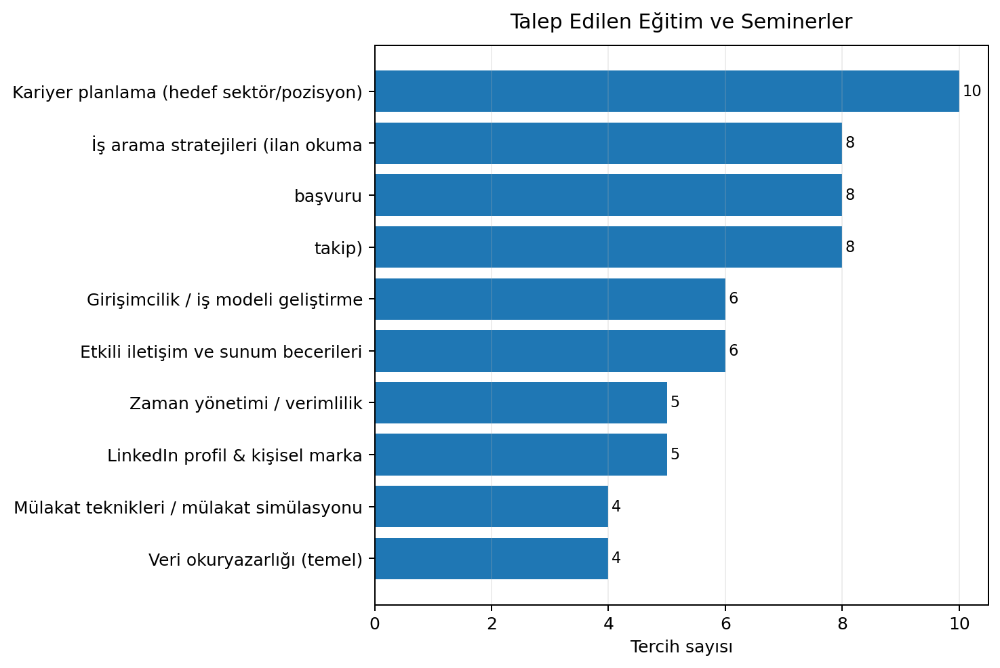 Talep Edilen Eğitim ve Seminerler
Kariyer planlama (hedef sektör/pozisyon)
10
İş arama stratejileri (ilan okuma
8
başvuru
8
takip)
8
Girişimcilik / iş modeli geliştirme
6
Etkili iletişim ve sunum becerileri
6
Zaman yönetimi / verimlilik
5
LinkedIn profil & kişisel marka
5
Mülakat teknikleri / mülakat simülasyonu
4
Veri okuryazarlığı (temel)
4
0 2 4 6 8 10
Tercih sayısı